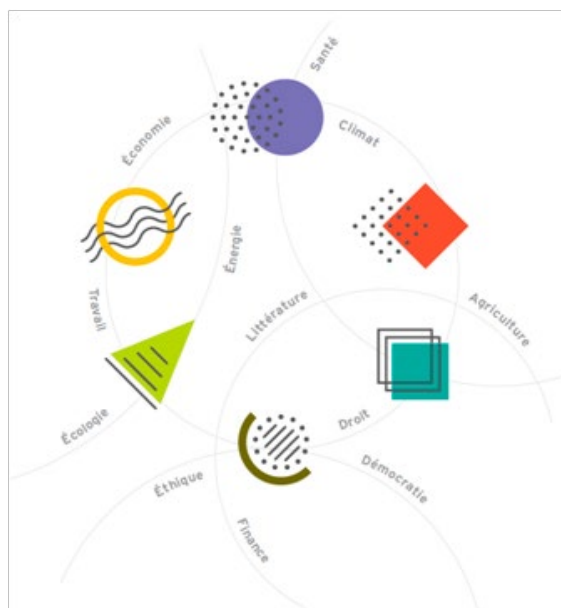 Santé
Économie
Climat
Énergie
Travail
Littérature
Agriculture
Écologie
Droit
Éthique
Démocratie
Finance